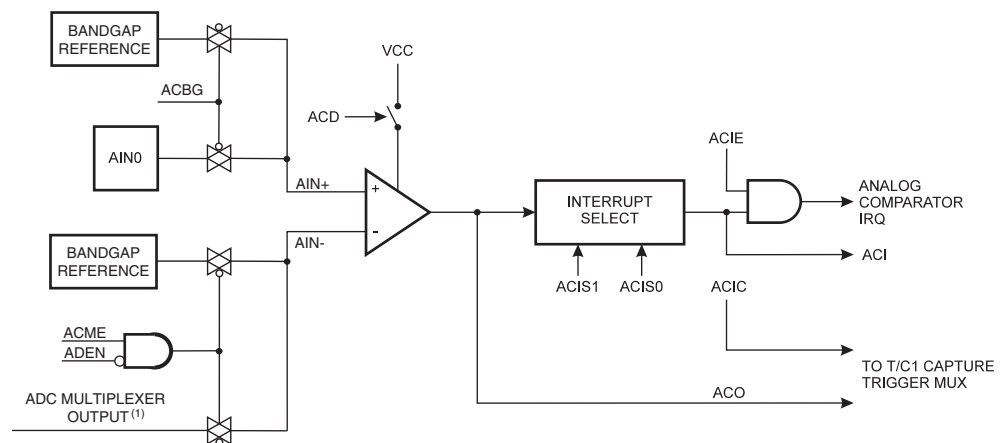 BANDGAP
REFERENCE
VCC
ACBG
ACD
ACIE
AIN0
AIN+
+
INTERRUPT
SELECT
ANALOG
COMPARATOR
IRQ
-
AIN-
BANDGAP
REFERENCE
ACI
ACIS1
ACIS0
ACIC
ACME
ADEN
TO T/C1 CAPTURE
TRIGGER MUX
ADC MULTIPLEXER
OUTPUT (1)
ACO